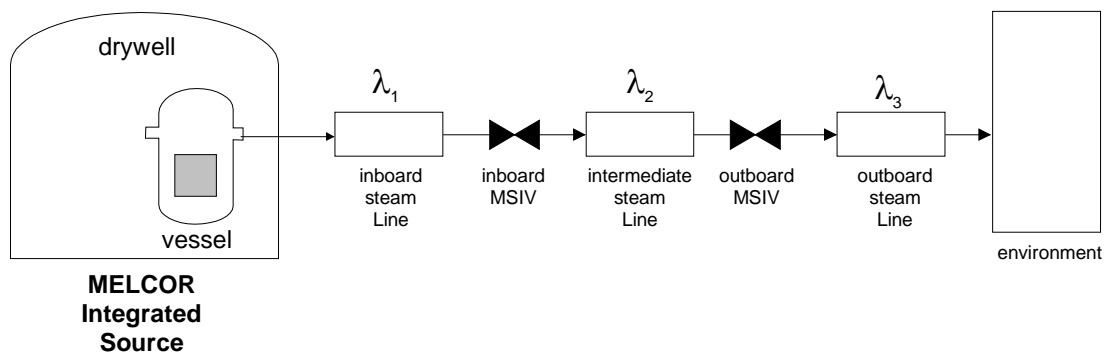 drywell
vessel
MELCOR
Integrated
Source
λ1
inboard
steam
Line
inboard
MSIV
λ2
intermediate
steam
Line
outboard
MSIV
λ3
outboard
steam
Line
environment